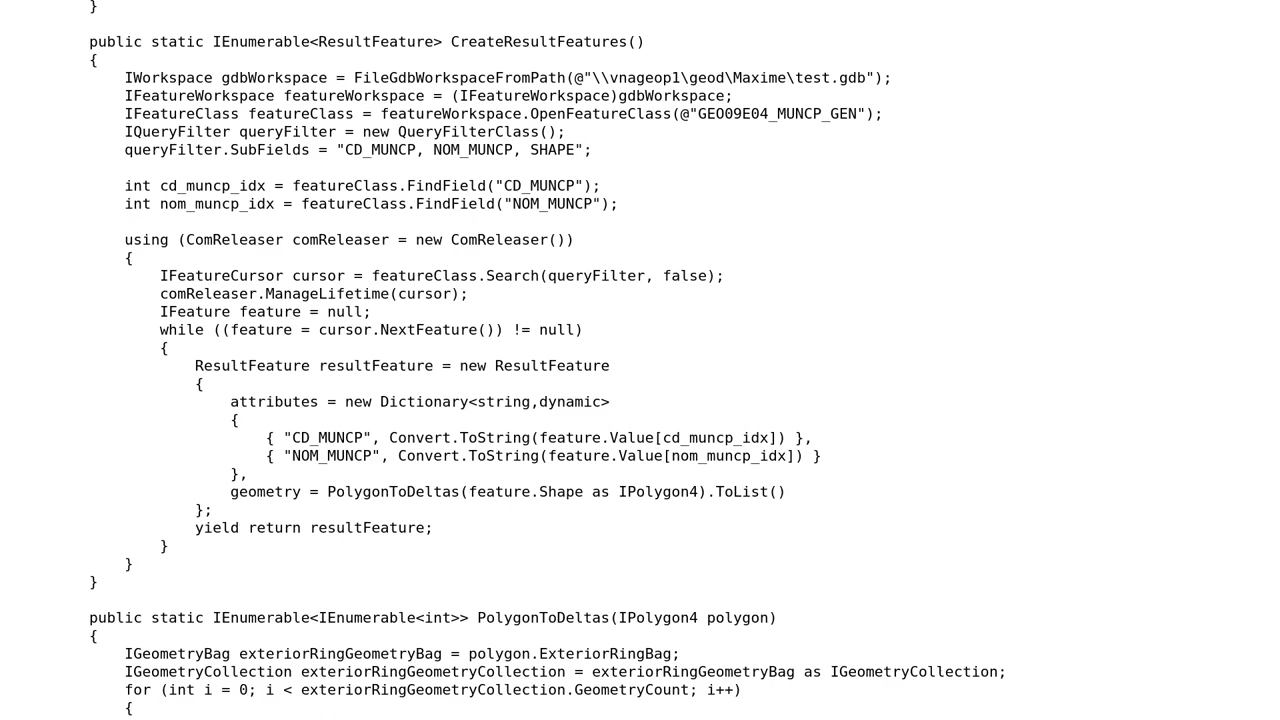 }
public static IEnumerable<ResultFeature> CreateResultFeatures()
{
IWorkspace gdbWorkspace = FileGdbWorkspaceFromPath(@"\\vnageop1\geod\Maxime\test.gdb");
IFeatureWorkspace featureWorkspace = (IFeatureWorkspace)gdbWorkspace;
IFeatureClass featureClass = featureWorkspace.OpenFeatureClass(@"GEO09E04_MUNCP_GEN");
IQueryFilter queryFilter = new QueryFilterClass();
queryFilter.SubFields = "CD_MUNCP, NOM_MUNCP, SHAPE";
int cd_muncp_idx = featureClass.FindField("CD_MUNCP");
int nom_muncp_idx = featureClass.FindField("NOM_MUNCP");
using (ComReleaser comReleaser = new ComReleaser())
{
IFeatureCursor cursor = featureClass.Search(queryFilter, false);
comReleaser.ManageLifetime(cursor);
IFeature feature = null;
while ((feature = cursor.NextFeature()) != null)
{
ResultFeature resultFeature = new ResultFeature
{
attributes = new Dictionary<string,dynamic>
{
{ "CD_MUNCP", Convert.ToString(feature.Value[cd_muncp_idx]) },
{ "NOM_MUNCP", Convert.ToString(feature.Value[nom_muncp_idx]) }
},
geometry = PolygonToDeltas(feature.Shape as IPolygon4).ToList()
};
yield return resultFeature;
}
}
}
public static IEnumerable<IEnumerable<int>> PolygonToDeltas(IPolygon4 polygon)
{
IGeometryBag exteriorRingGeometryBag = polygon.ExteriorRingBag;
IGeometryCollection exteriorRingGeometryCollection = exteriorRingGeometryBag as IGeometryCollection;
for (int i = 0; i < exteriorRingGeometryCollection.GeometryCount; i++)
{